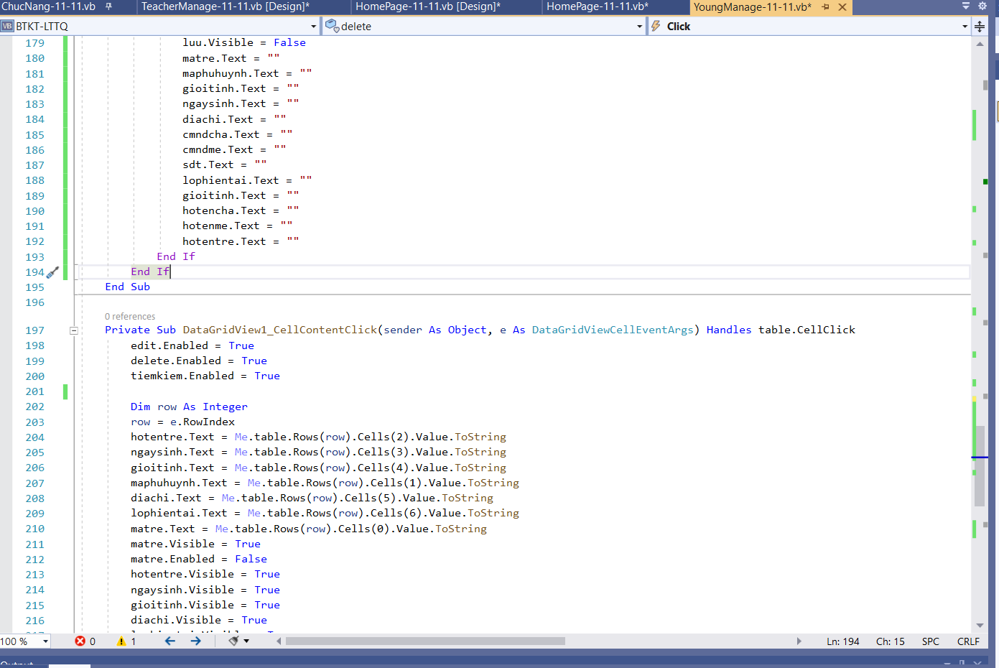 ChucNang-11-11.vb TeacherManage-11-11.vb [Design]* HomePage-11-11.vb [Design]* HomePage-11-11.vb* YoungManage-11-11.vb*
VB BTKT-LTTQ delete Click
179 luu.Visible = False
180 matre.Text = ""
181 maphuhuynh.Text = ""
182 gioitinh.Text = ""
183 ngaysinh.Text = ""
184 diachi.Text = ""
185 cmndcha.Text = ""
186 cmndme.Text = ""
187 sdt.Text = ""
188 lophientai.Text = ""
189 gioitinh.Text = ""
190 hotencha.Text = ""
191 hotenme.Text = ""
192 hotentre.Text = ""
193 End If
194 End If
195 End Sub
196
0 references
197 Private Sub DataGridView1_CellContentClick(sender As Object, e As DataGridViewCellEventArgs) Handles table.CellClick
198 edit.Enabled = True
199 delete.Enabled = True
200 tiemkiem.Enabled = True
201
202 Dim row As Integer
203 row = e.RowIndex
204 hotentre.Text = Me.table.Rows(row).Cells(2).Value.ToString
205 ngaysinh.Text = Me.table.Rows(row).Cells(3).Value.ToString
206 gioitinh.Text = Me.table.Rows(row).Cells(4).Value.ToString
207 maphuhuynh.Text = Me.table.Rows(row).Cells(1).Value.ToString
208 diachi.Text = Me.table.Rows(row).Cells(5).Value.ToString
209 lophientai.Text = Me.table.Rows(row).Cells(6).Value.ToString
210 matre.Text = Me.table.Rows(row).Cells(0).Value.ToString
211 matre.Visible = True
212 matre.Enabled = False
213 hotentre.Visible = True
214 ngaysinh.Visible = True
215 gioitinh.Visible = True
216 diachi.Visible = True
100 % 0 1 Ln: 194 Ch: 15 SPC CRLF